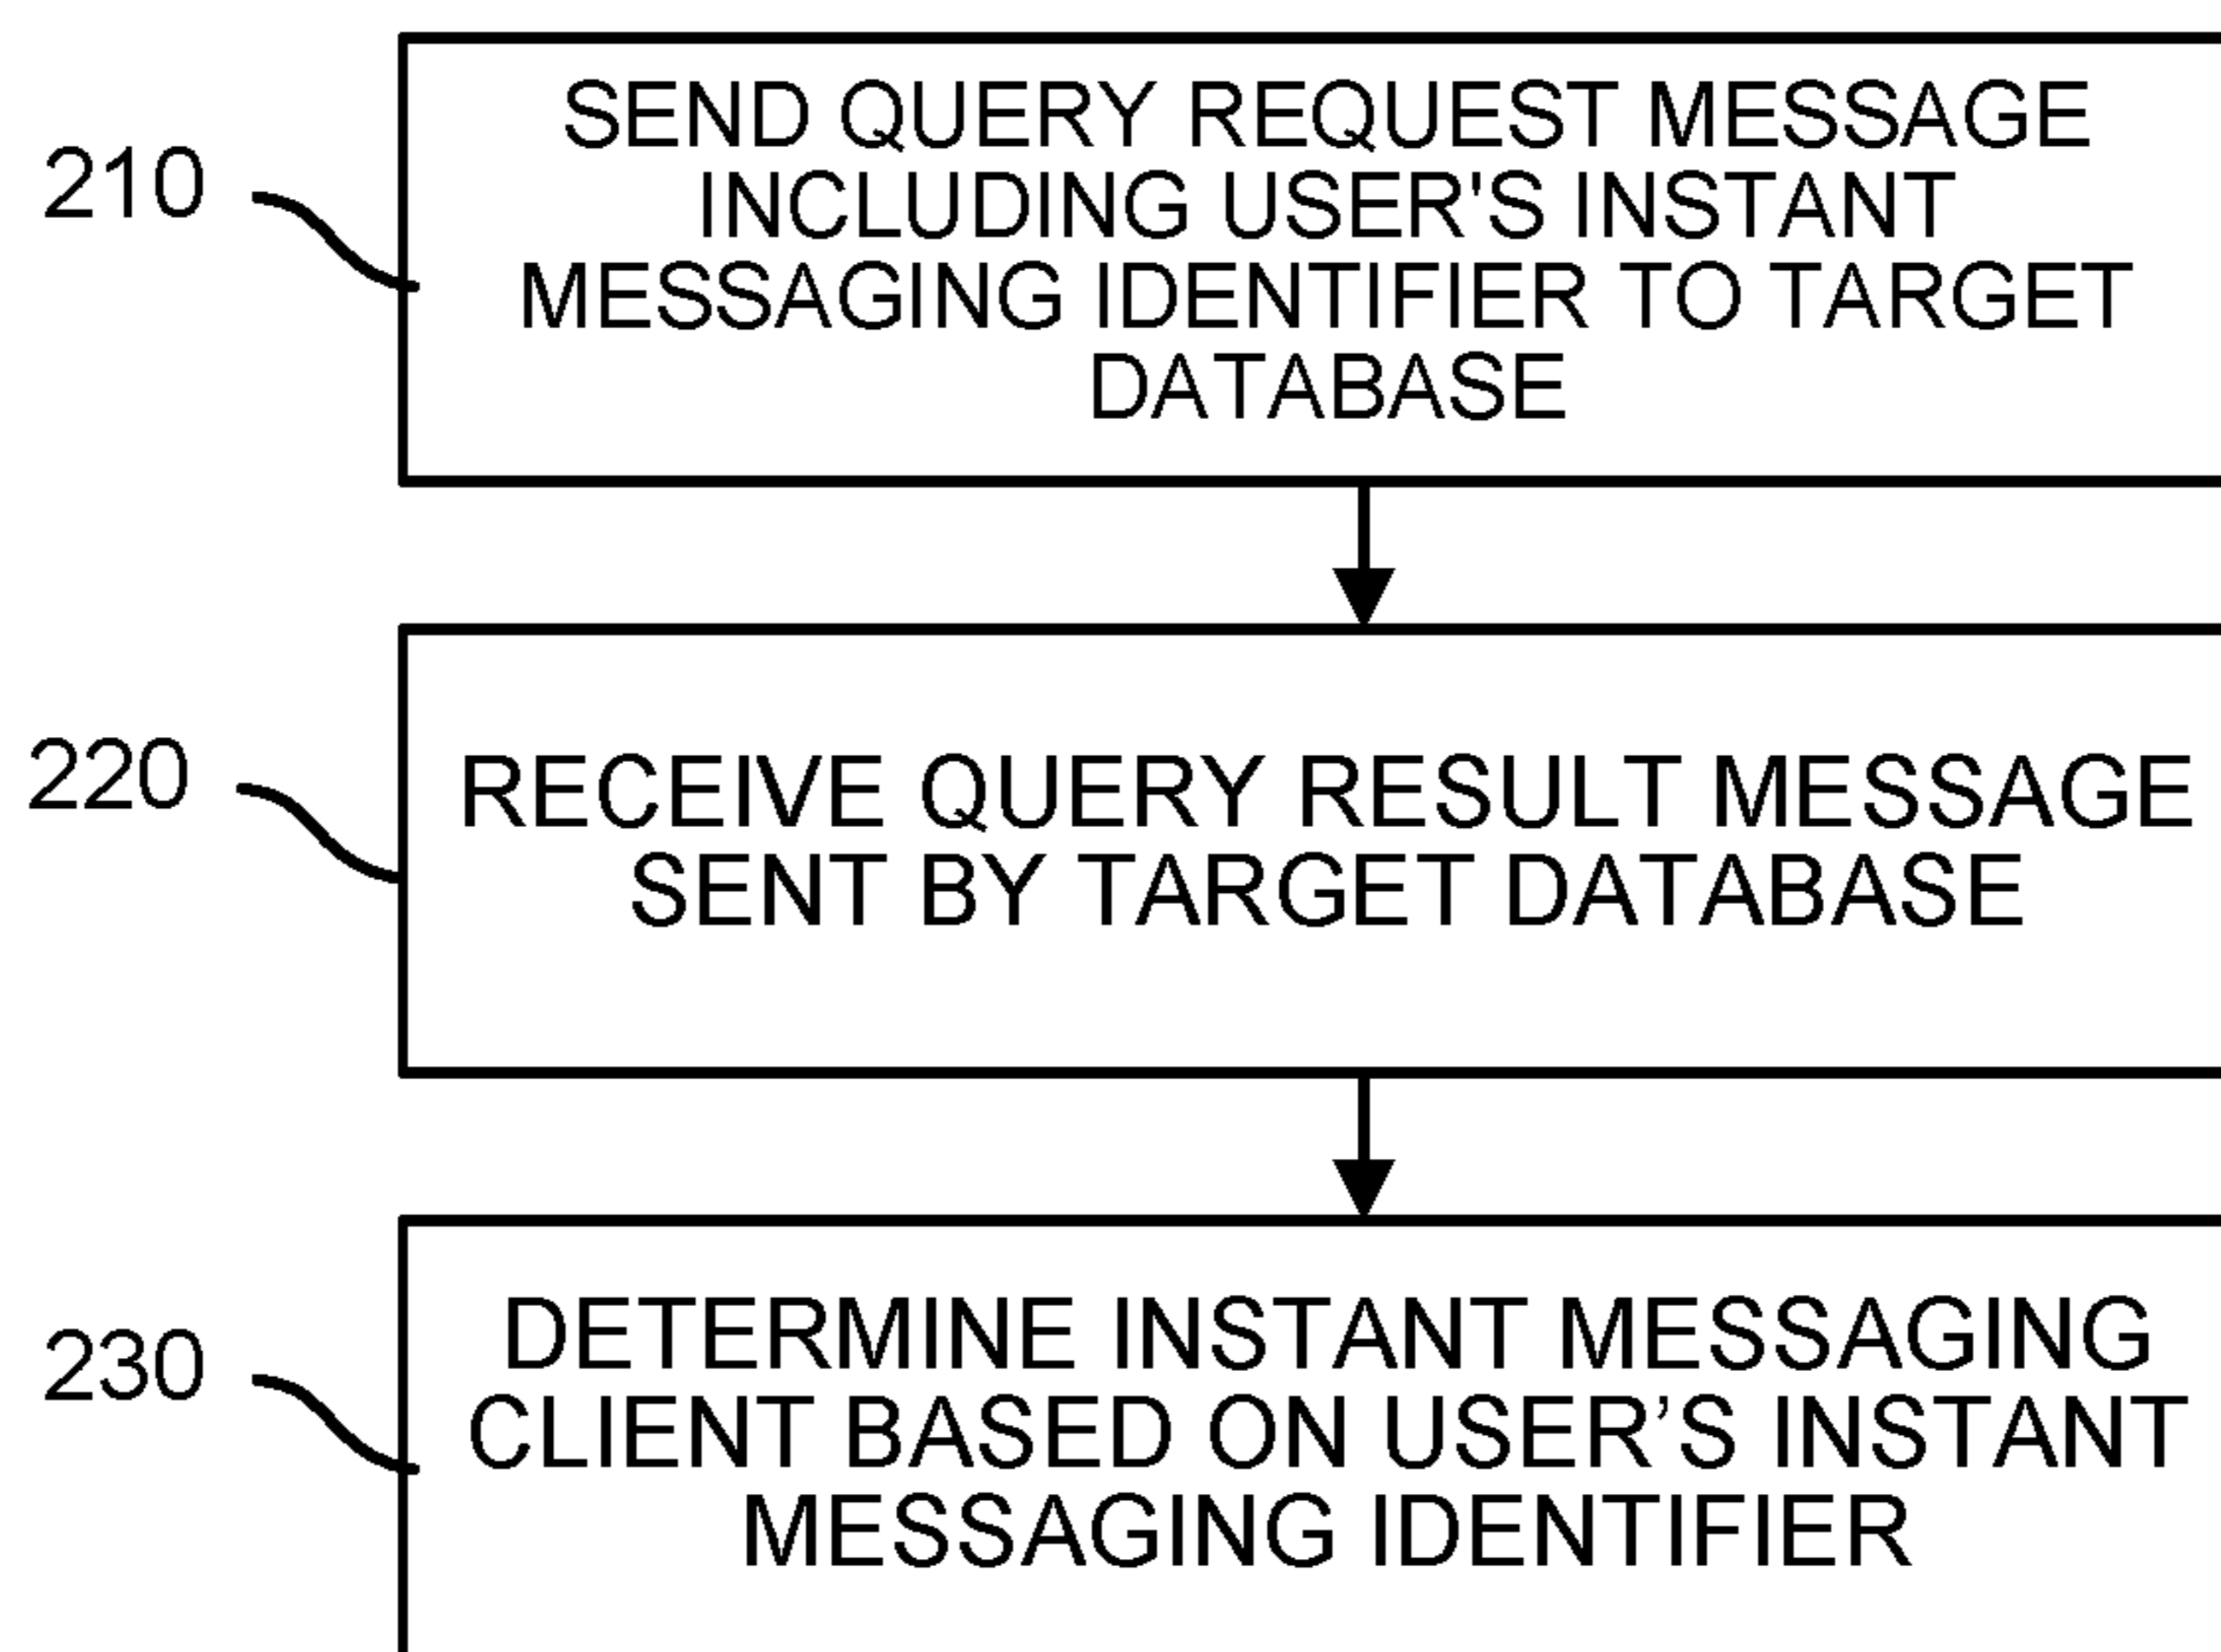 210
SEND QUERY REQUEST MESSAGE
INCLUDING USER'S INSTANT
MESSAGING IDENTIFIER TO TARGET
DATABASE
220
RECEIVE QUERY RESULT MESSAGE
SENT BY TARGET DATABASE
230
DETERMINE INSTANT MESSAGING
CLIENT BASED ON USER’S INSTANT
MESSAGING IDENTIFIER